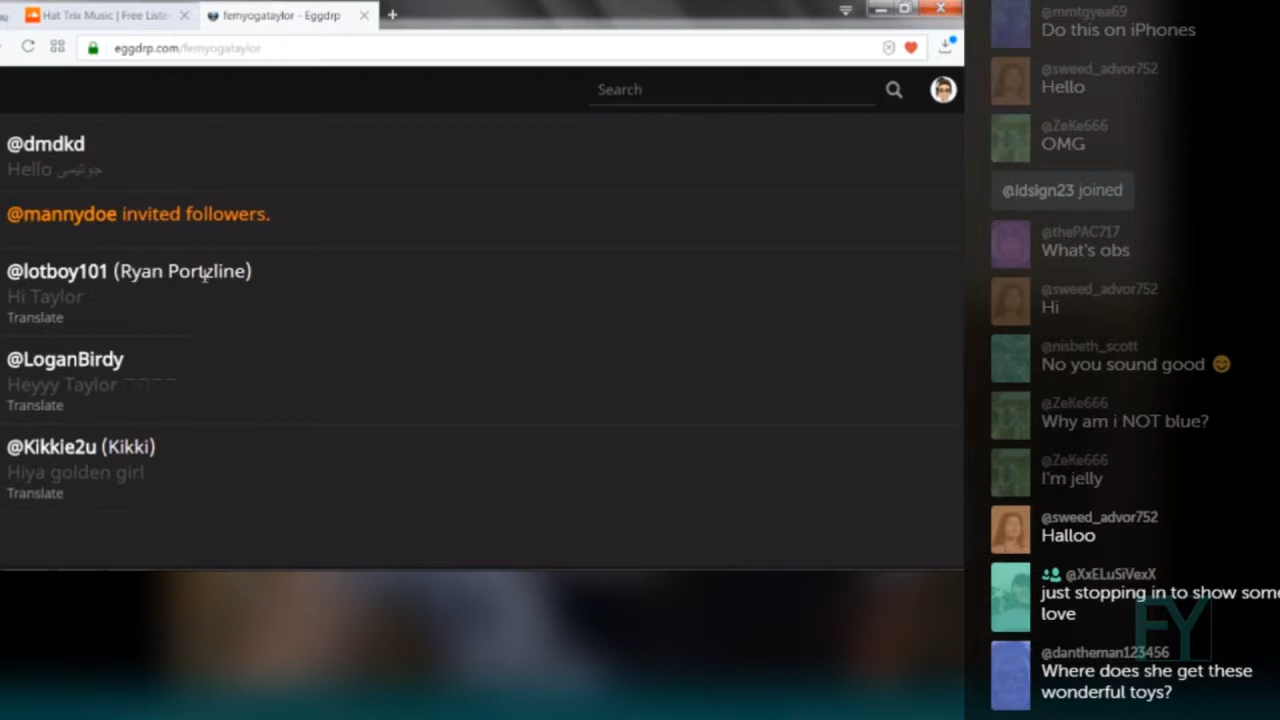 Hat Trix Music | Free Liste
femyogataylor - Eggdrp
eggdrp.com/femyogataylor
Search
@dmdkd
Hello
@mannydoe invited followers.
@lotboy101 (Ryan Portzline)
Hi Taylor
Translate
@LoganBirdy
Heyyy Taylor
Translate
@Kikkie2u (Kikki)
Hiya golden girl
Translate
@mmtgyea69
Do this on iPhones
@sweed_advor752
Hello
@ZeKe666
OMG
@idsign23 joined
@thePAC717
What's obs
@sweed_advor752
Hi
@nisbeth_scott
No you sound good 😊
@ZeKe666
Why am i NOT blue?
@ZeKe666
I'm jelly
@sweed_advor752
Halloo
@XxELuSiVexX
just stopping in to show some
love
FY
@dantheman123456
Where does she get these
wonderful toys?